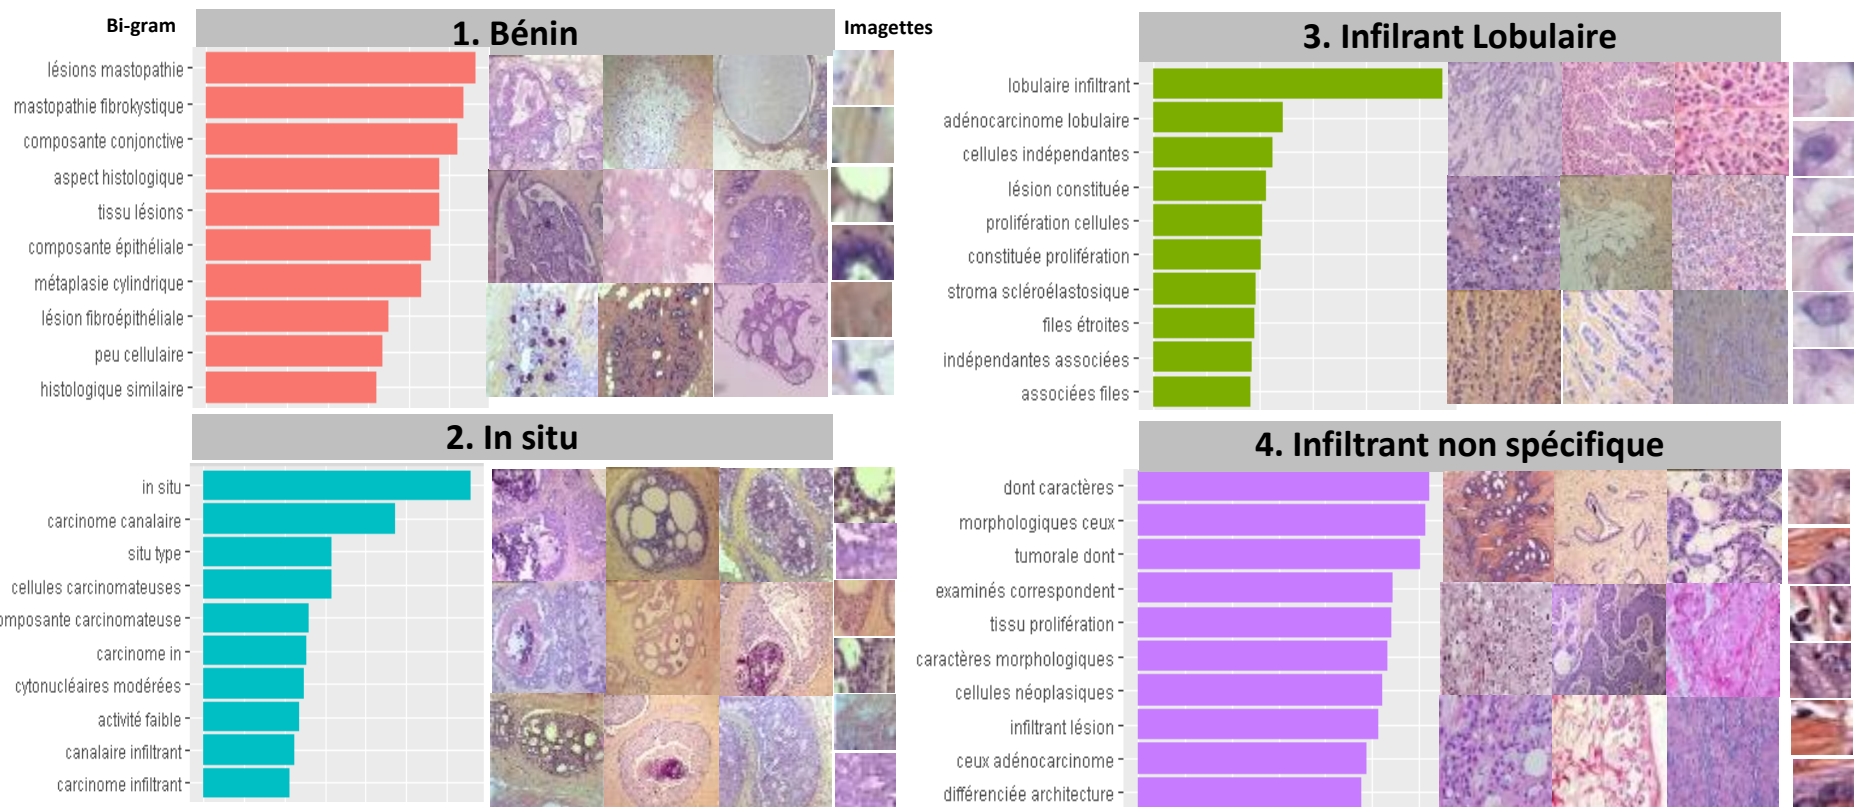 Bi-gram
1. Bénin
Imagettes
lésions mastopathie
mastopathie fibrokystique
composante conjonctive
aspect histologique
tissu lésions
composante épithéliale
métaplasie cylindrique
lésion fibroépithéliale
peu cellulaire
histologique similaire
2. In situ
in situ
carcinome canalaire
situ type
cellules carcinomateuses
omposante carcinomateuse
carcinome in
cytonucléaires modérées
activité faible
canalaire infiltrant
carcinome infiltrant
3. Infilrant Lobulaire
lobulaire infiltrant
adénocarcinome lobulaire
cellules indépendantes
lésion constituée
prolifération cellules
constituée prolifération
stroma scléroélastosique
files étroites
indépendantes associées
associées files
4. Infiltrant non spécifique
dont caractères
morphologiques ceux
tumorale dont
examinés correspondent
tissu prolifération
caractères morphologiques
cellules néoplasiques
infiltrant lésion
ceux adénocarcinome
différenciée architecture